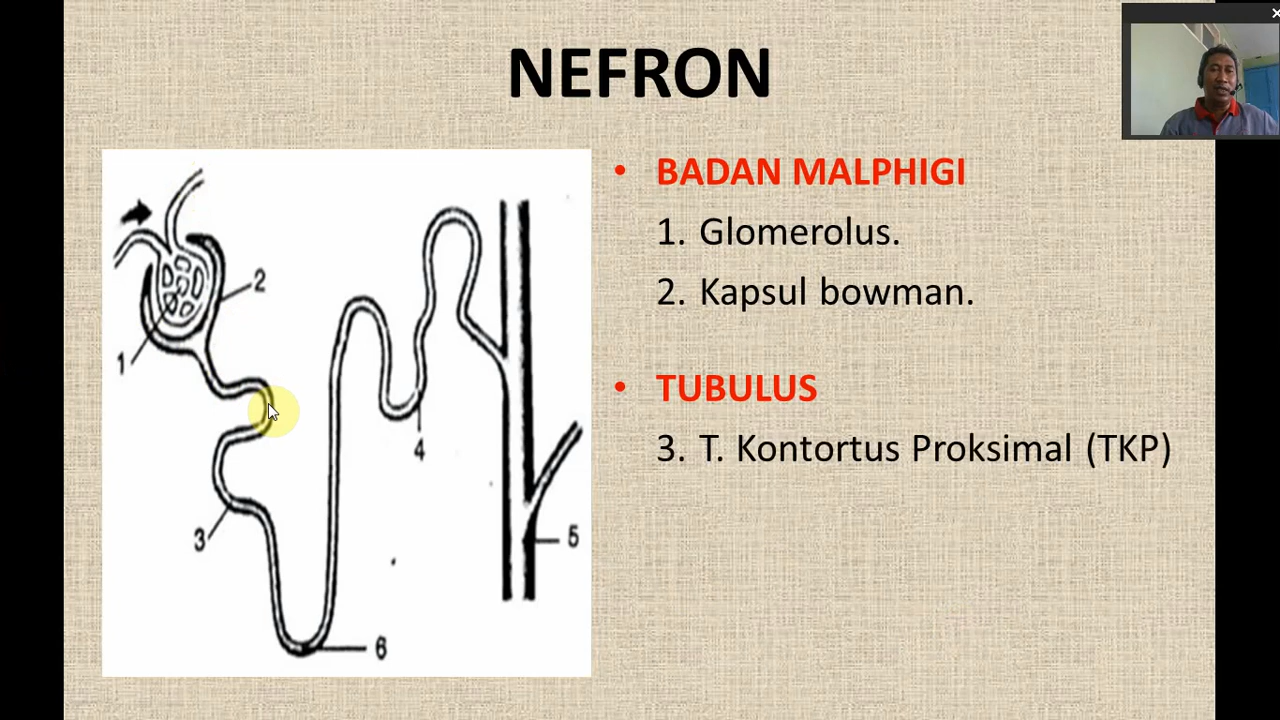 NEFRON
• BADAN MALPHIGI
1. Glomerolus.
2. Kapsul bowman.
• TUBULUS
3. T. Kontortus Proksimal (TKP)
2
1
4
3
5
6